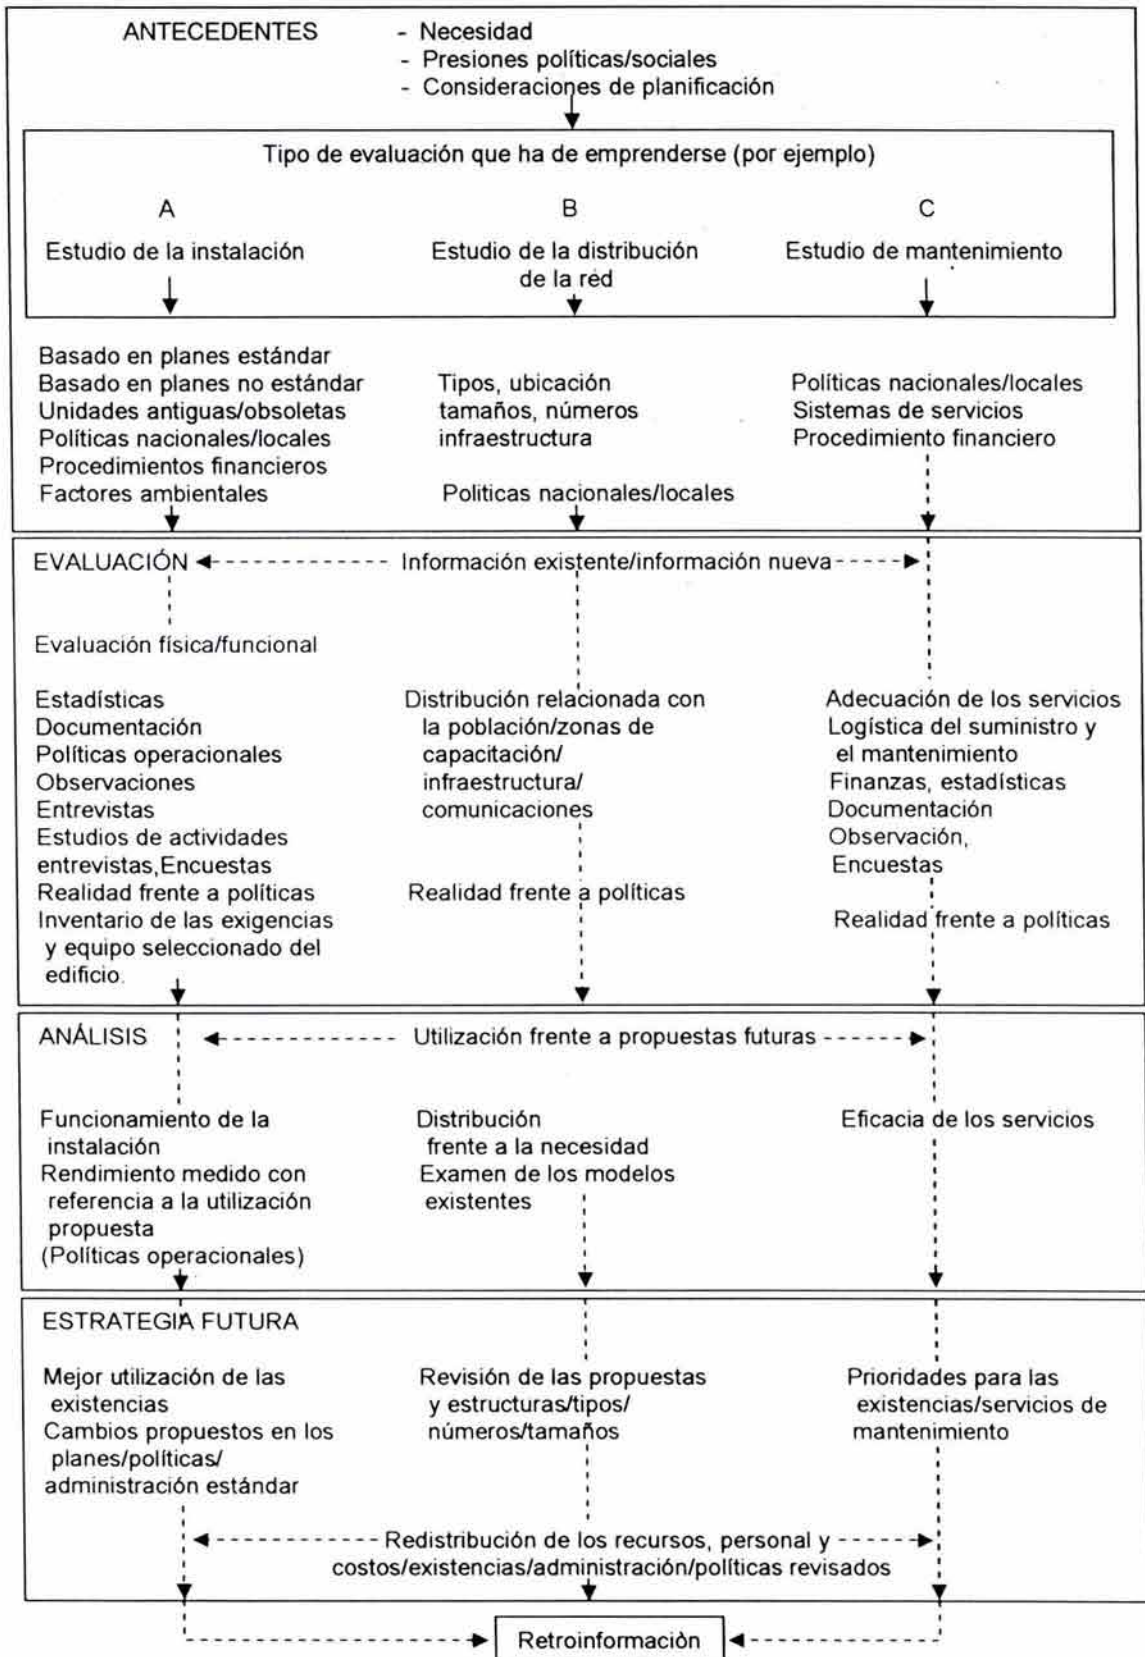 ANTECEDENTES - Necesidad
- Presiones políticas/sociales
- Consideraciones de planificación
Tipo de evaluación que ha de emprenderse (por ejemplo)
A
Estudio de la instalación
B
Estudio de la distribución
de la red
C
Estudio de mantenimiento
Basado en planes estándar
Basado en planes no estándar
Unidades antiguas/obsoletas
Políticas nacionales/locales
Procedimientos financieros
Factores ambientales
Tipos, ubicación
tamaños, números
infraestructura
Politicas nacionales/locales
Políticas nacionales/locales
Sistemas de servicios
Procedimiento financiero
EVALUACIÓN
Información existente/información nueva
Evaluación física/funcional
Estadísticas
Documentación
Políticas operacionales
Observaciones
Entrevistas
Estudios de actividades
entrevistas,Encuestas
Realidad frente a políticas
Inventario de las exigencias
y equipo seleccionado del
edificio.
Distribución relacionada con
la población/zonas de
capacitación/
infraestructura/
comunicaciones
Realidad frente a políticas
Adecuación de los servicios
Logística del suministro y
el mantenimiento
Finanzas, estadísticas
Documentación
Observación,
Encuestas
Realidad frente a políticas
ANÁLISIS
Utilización frente a propuestas futuras
Funcionamiento de la
instalación
Rendimiento medido con
referencia a la utilización
propuesta
(Políticas operacionales)
Distribución
frente a la necesidad
Examen de los modelos
existentes
Eficacia de los servicios
ESTRATEGIA FUTURA
Mejor utilización de las
existencias
Cambios propuestos en los
planes/políticas/
administración estándar
Revisión de las propuestas
y estructuras/tipos/
números/tamaños
Prioridades para las
existencias/servicios de
mantenimiento
Redistribución de los recursos, personal y
costos/existencias/administración/políticas revisados
Retroinformaciòn